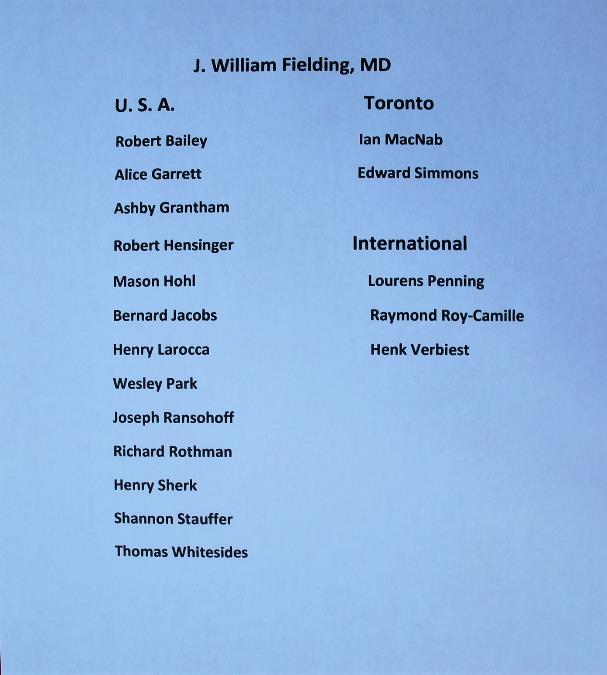 J. William Fielding, MD
U. S. A.
Robert Bailey
Alice Garrett
Ashby Grantham
Robert Hensinger
Mason Hohl
Bernard Jacobs
Henry Larocca
Wesley Park
Joseph Ransohoff
Richard Rothman
Henry Sherk
Shannon Stauffer
Thomas Whitesides
Toronto
Ian MacNab
Edward Simmons
International
Lourens Penning
Raymond Roy-Camille
Henk Verbiest